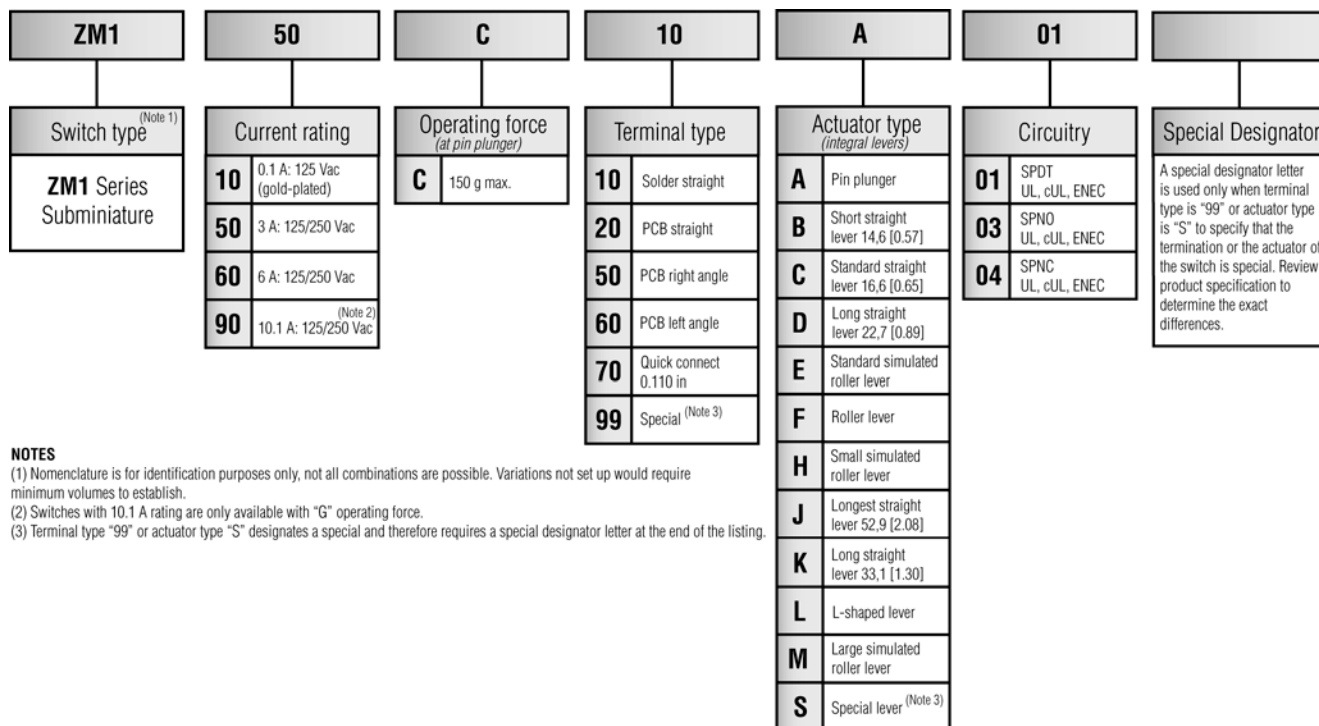 ZM1
50
C
10
A
01
Switch type (Note 1)
ZM1 Series
Subminiature
Current rating
10 0.1 A: 125 Vac
(gold-plated)
50 3 A: 125/250 Vac
60 6 A: 125/250 Vac
90 10.1 A: 125/250 Vac (Note 2)
Operating force
(at pin plunger)
C 150 g max.
Terminal type
10 Solder straight
20 PCB straight
50 PCB right angle
60 PCB left angle
70 Quick connect
0.110 in
99 Special (Note 3)
Actuator type
(integral levers)
A Pin plunger
B Short straight
lever 14,6 [0.57]
C Standard straight
lever 16,6 [0.65]
D Long straight
lever 22,7 [0.89]
E Standard simulated
roller lever
F Roller lever
H Small simulated
roller lever
J Longest straight
lever 52,9 [2.08]
K Long straight
lever 33,1 [1.30]
L L-shaped lever
M Large simulated
roller lever
S Special lever (Note 3)
Circuitry
01 SPDT
UL, cUL, ENEC
03 SPNO
UL, cUL, ENEC
04 SPNC
UL, cUL, ENEC
Special Designator
A special designator letter
is used only when terminal
type is “99” or actuator type
is “S” to specify that the
termination or the actuator of
the switch is special. Review
product specification to
determine the exact
differences.
NOTES
(1) Nomenclature is for identification purposes only, not all combinations are possible. Variations not set up would require
minimum volumes to establish.
(2) Switches with 10.1 A rating are only available with “G” operating force.
(3) Terminal type “99” or actuator type “S” designates a special and therefore requires a special designator letter at the end of the listing.